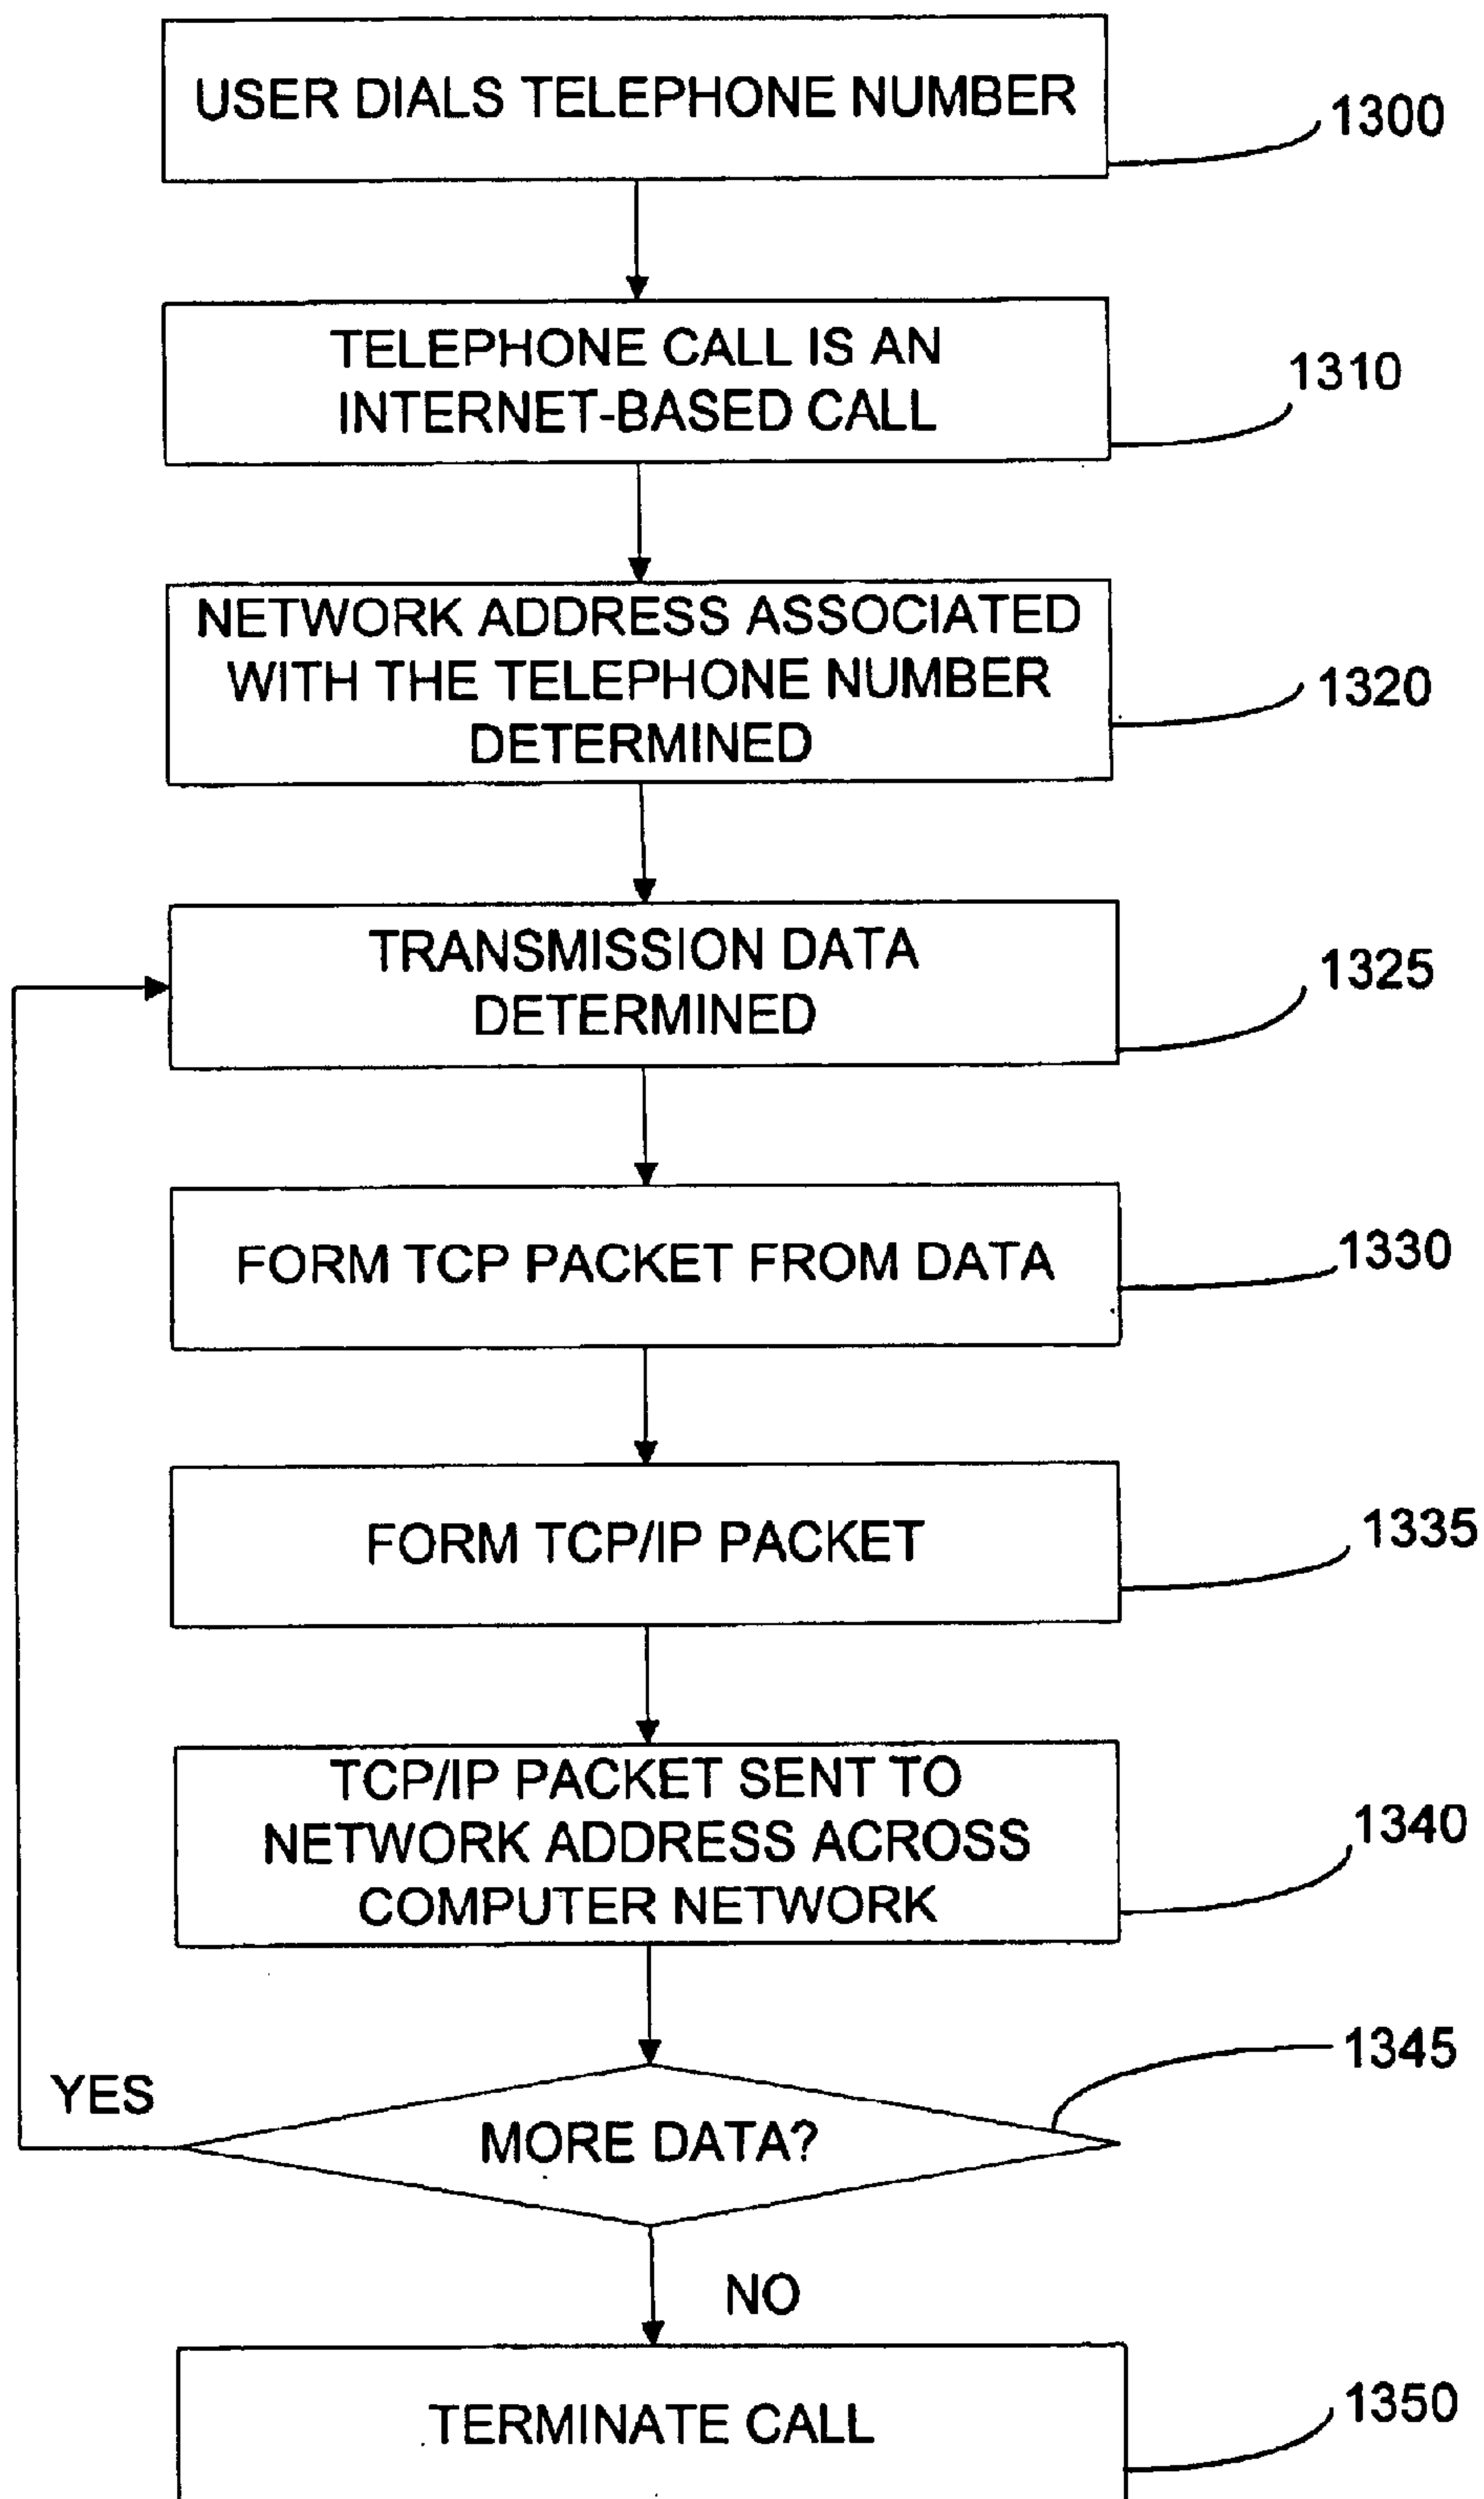 USER DIALS TELEPHONE NUMBER
1300
TELEPHONE CALL IS AN
INTERNET-BASED CALL
1310
NETWORK ADDRESS ASSOCIATED
WITH THE TELEPHONE NUMBER
DETERMINED
1320
TRANSMISSION DATA
DETERMINED
1325
FORM TCP PACKET FROM DATA
1330
FORM TCP/IP PACKET
1335
TCP/IP PACKET SENT TO
NETWORK ADDRESS ACROSS
COMPUTER NETWORK
1340
1345
YES
MORE DATA?
NO
TERMINATE CALL
1350